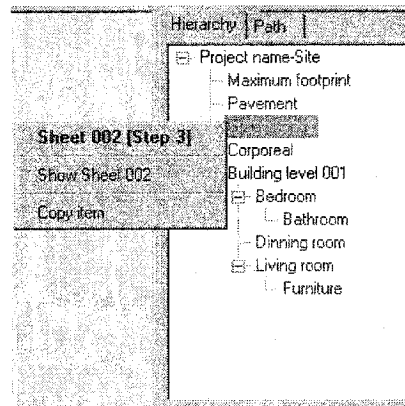 Hierarchy Path
Project name-Site
Maximum footprint
Pavement
Sheet 002 [Step 3]
Corporeal
Show Sheet 002
Building level 001
Copy item
Bedroom
Bathroom
Dinning room
Living room
Furniture